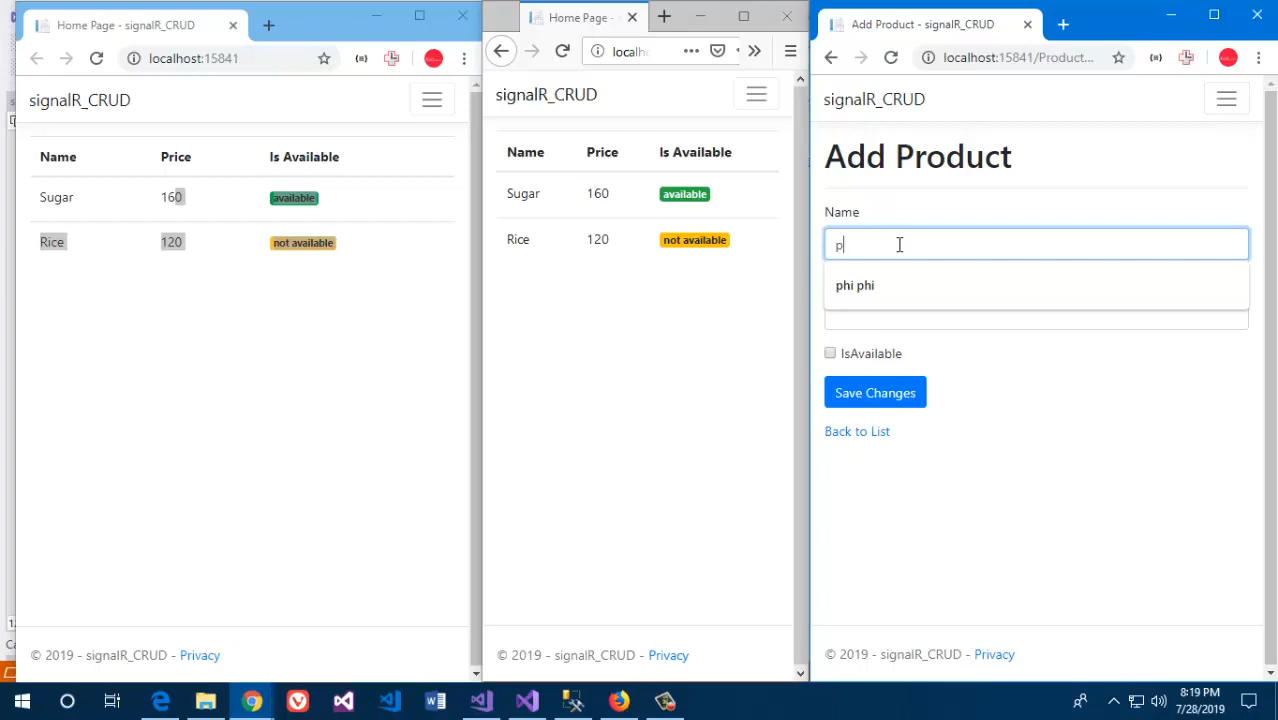 Home Page - signalR_CRUD
localhost:15841
signalR_CRUD
Name Price Is Available
Sugar 160 available
Rice 120 not available
© 2019 - signalR_CRUD - Privacy
Home Page -
localh
signalR_CRUD
Name Price Is Available
Sugar 160 available
Rice 120 not available
© 2019 - signalR_CRUD - Privacy
Add Product - signalR_CRUD
localhost:15841/Product...
signalR_CRUD
Add Product
Name
p
phi phi
IsAvailable
Save Changes
Back to List
© 2019 - signalR_CRUD - Privacy
8:19 PM
7/28/2019